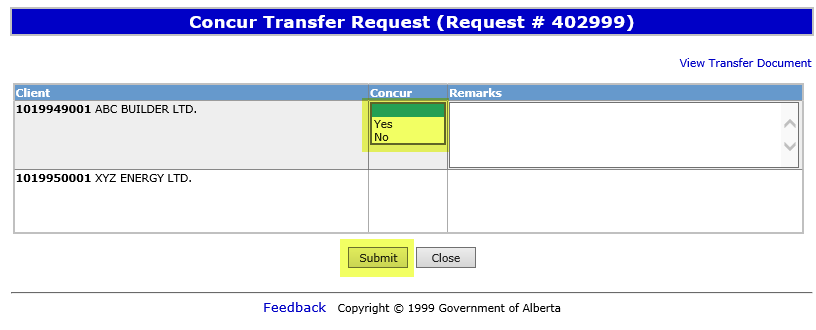 Concur Transfer Request (Request # 402999)
View Transfer Document
Client Concur Remarks
1019949001 ABC BUILDER LTD.
Yes
No
1019950001 XYZ ENERGY LTD.
Submit Close
Feedback Copyright © 1999 Government of Alberta